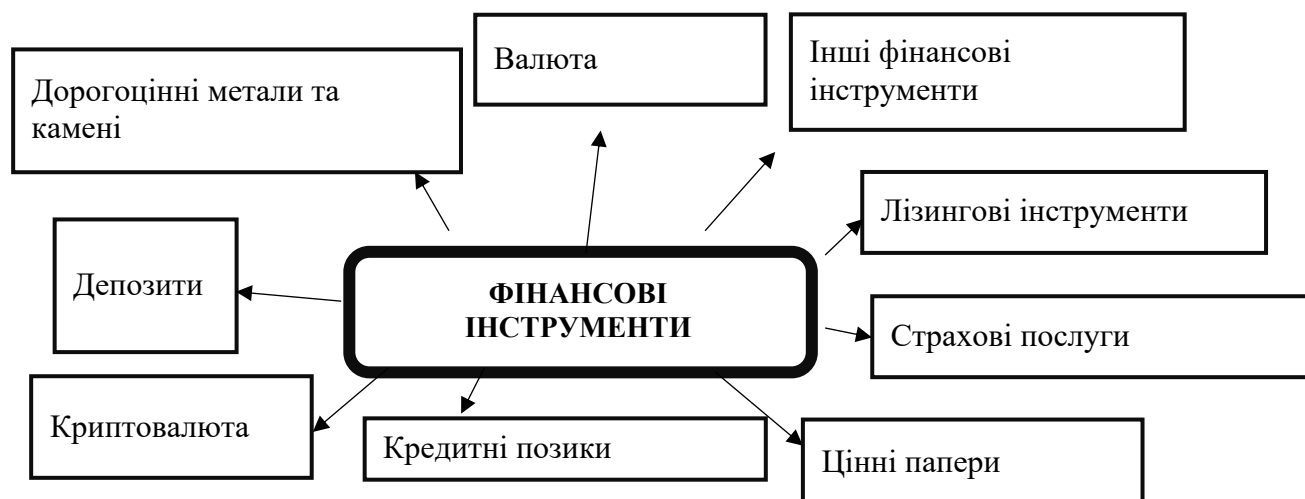 Валюта
Інші фінансові
інструменти
Дорогоцінні метали та
камені
Лізингові інструменти
Депозити
ФІНАНСОВІ
ІНСТРУМЕНТИ
Страхові послуги
Криптовалюта
Кредитні позики
Цінні папери